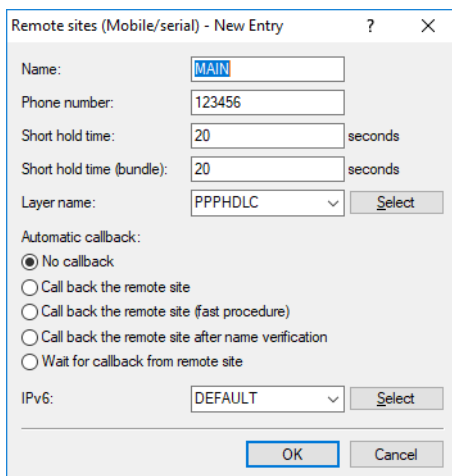 Remote sites (Mobile/serial) - New Entry ? ×
Name: MAIN
Phone number: 123456
Short hold time: 20 seconds
Short hold time (bundle): 20 seconds
Layer name: PPPHDLC Select
Automatic callback:
No callback
Call back the remote site
Call back the remote site (fast procedure)
Call back the remote site after name verification
Wait for callback from remote site
IPv6: DEFAULT Select
OK Cancel